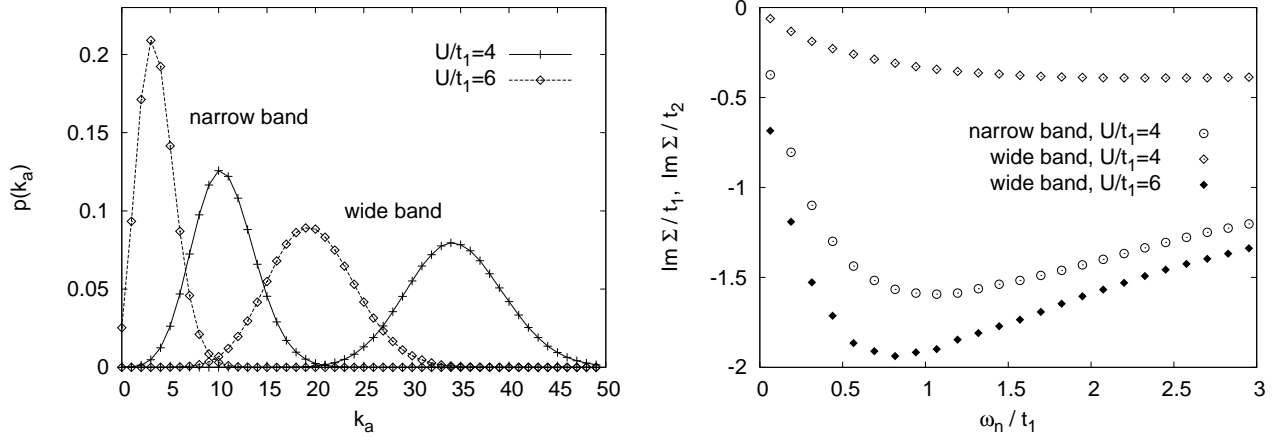 0.2
0.15
0.1
0.05
0
p(k_a)
U/t_1=4
U/t_1=6
narrow band
wide band
0 5 10 15 20 25 30 35 40 45 50
k_a
0
-0.5
-1
-1.5
-2
Im Σ / t_1, Im Σ / t_2
narrow band, U/t_1=4
wide band, U/t_1=4
wide band, U/t_1=6
0 0.5 1 1.5 2 2.5 3
ω_n / t_1